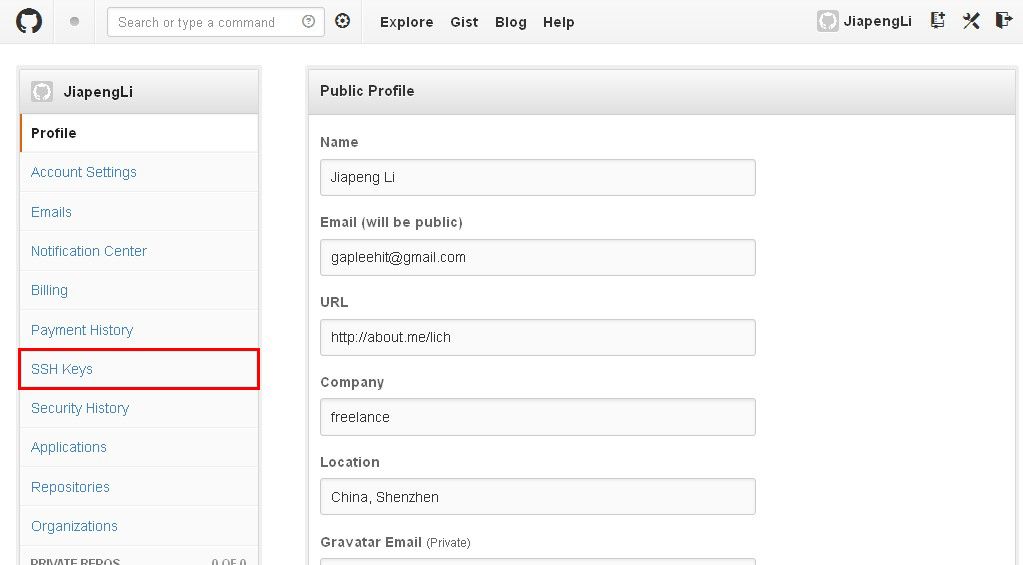 Search or type a command
Explore Gist Blog Help
JiapengLi
JiapengLi
Profile
Account Settings
Emails
Notification Center
Billing
Payment History
SSH Keys
Security History
Applications
Repositories
Organizations
PRIVATE REPOS 0 OF 0
Public Profile
Name
Jiapeng Li
Email (will be public)
gapleehit@gmail.com
URL
http://about.me/lich
Company
freelance
Location
China, Shenzhen
Gravatar Email (Private)